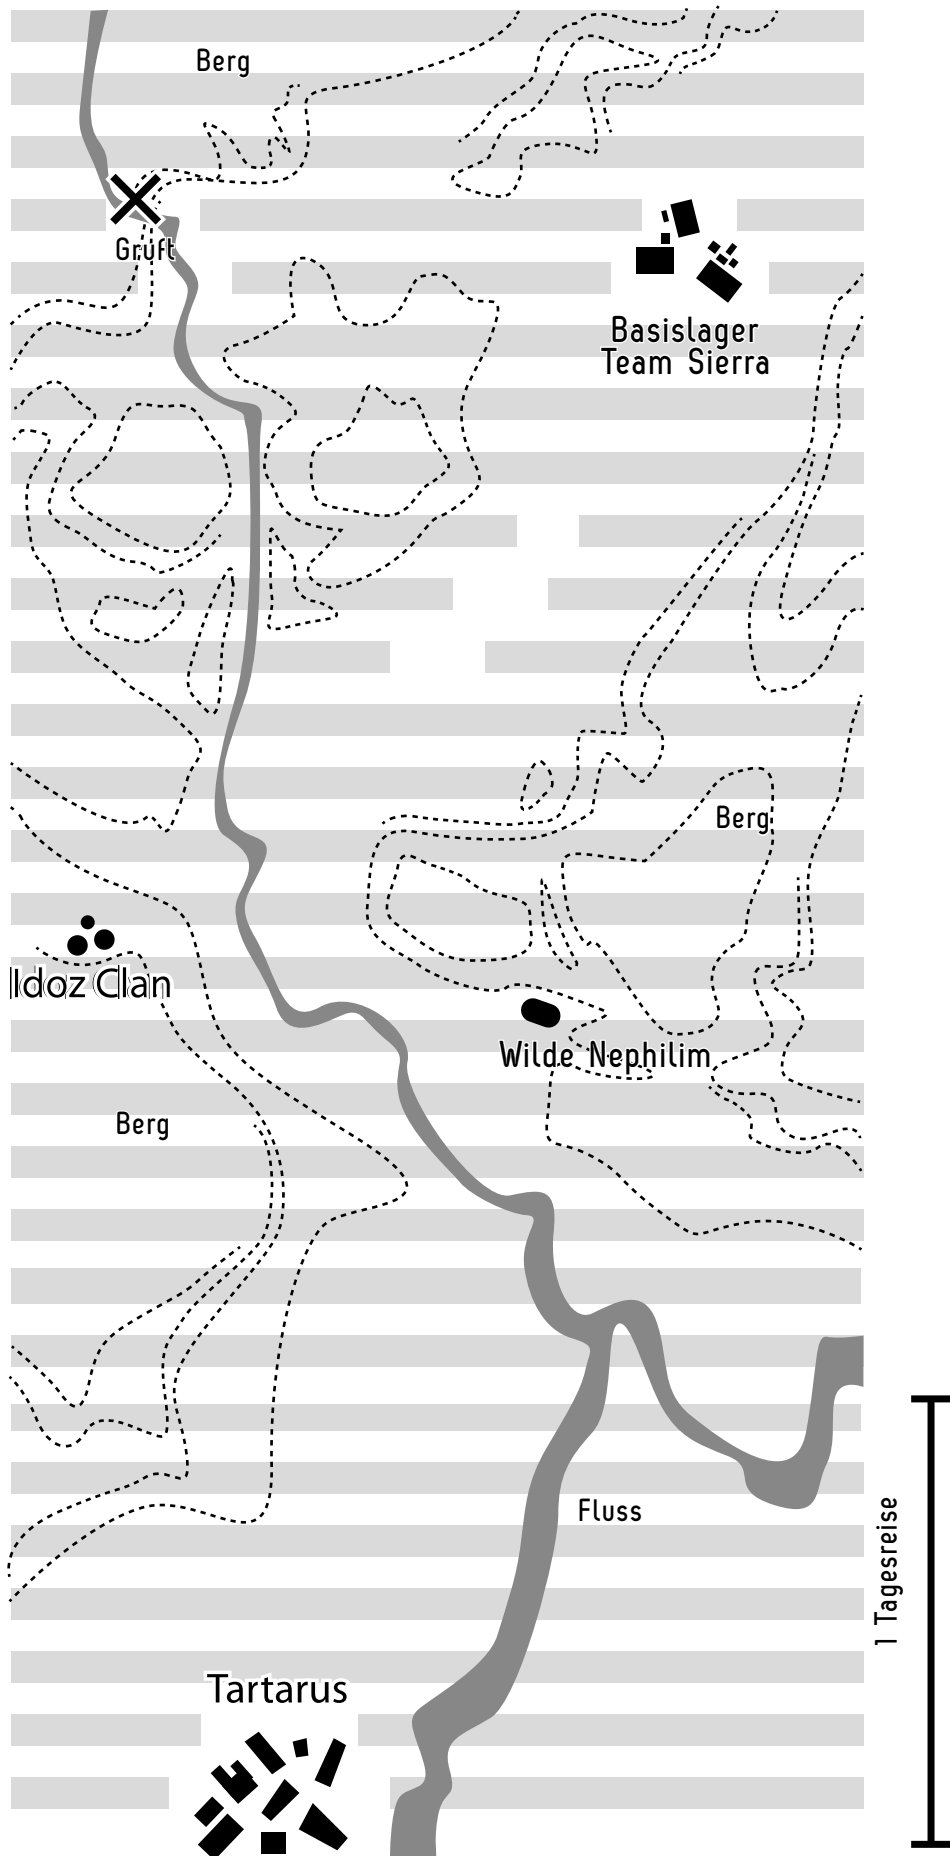 Berg
Gruft
Basislager
Team Sierra
Berg
Idoz Clan
Wilde Nephilim
Berg
Fluss
1 Tagesreise
Tartarus